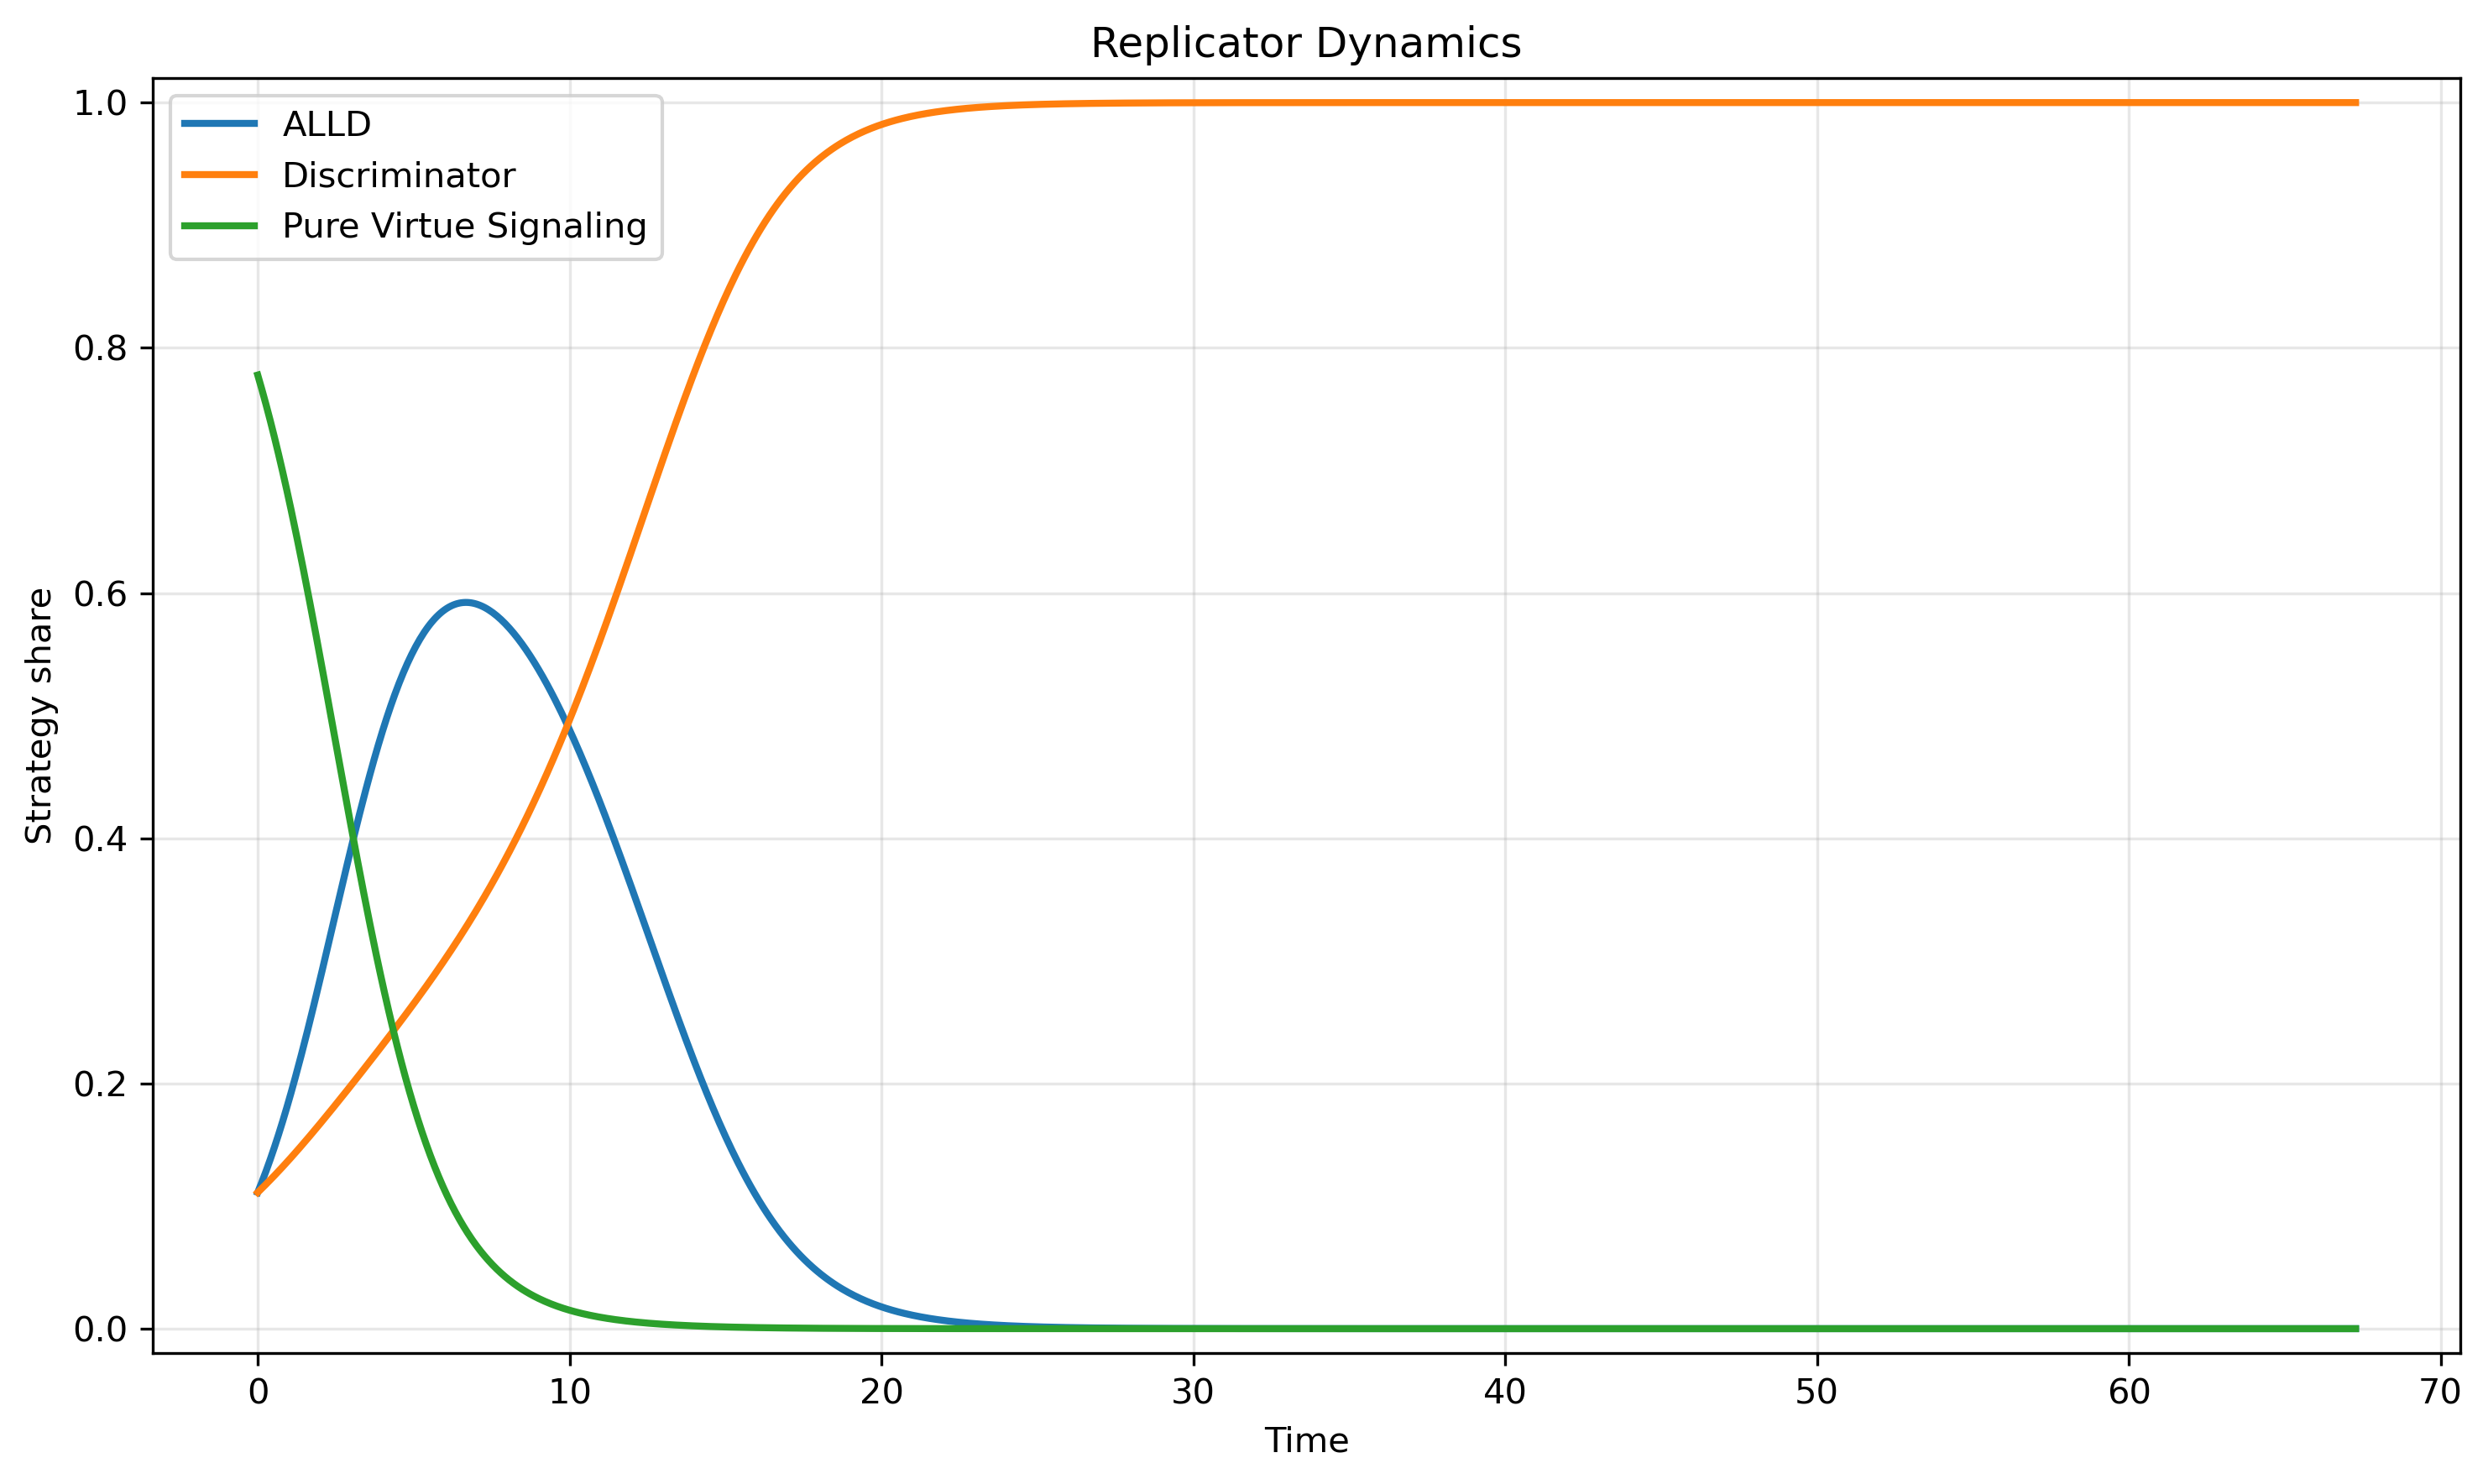 Replicator Dynamics
ALLD
Discriminator
Pure Virtue Signaling
Strategy share
1.0
0.8
0.6
0.4
0.2
0.0
0 10 20 30 40 50 60 70
Time